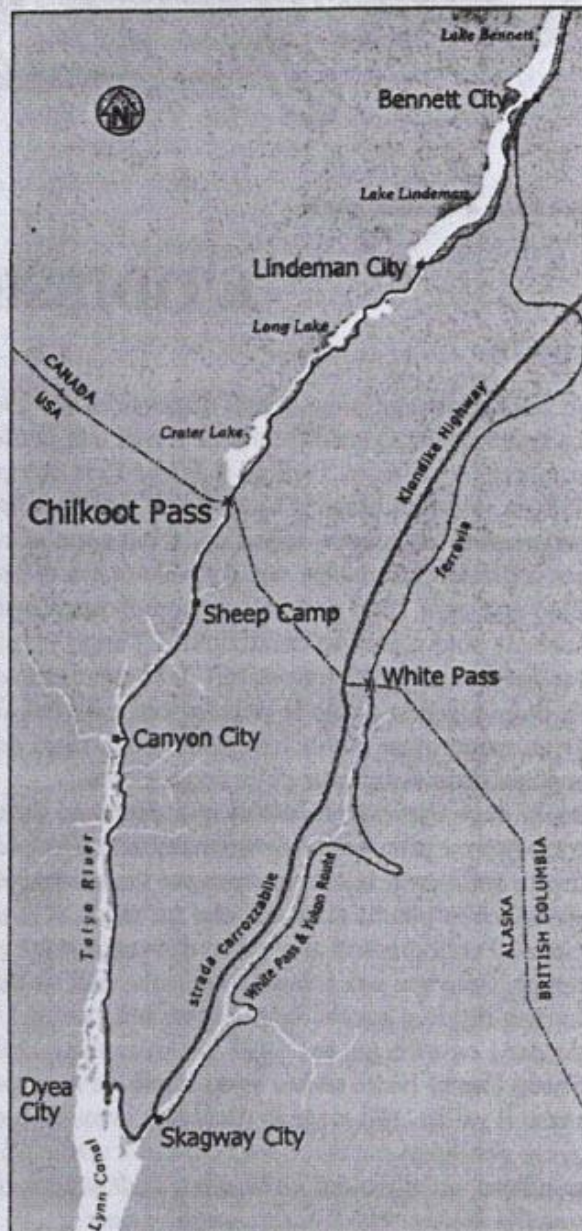 Lake Bennett
Bennett City
N
Lake Lindeman
Lindeman City
Long Lake
CANADA
USA
Crater Lake
Klondike Highway
Chilkoot Pass
ferrovia
Sheep Camp
White Pass
Canyon City
Taiya River
strada Carrozzabile
White Pass & Yukon Route
ALASKA
BRITISH COLUMBIA
Dyea
City
Skagway City
Lynn Canal